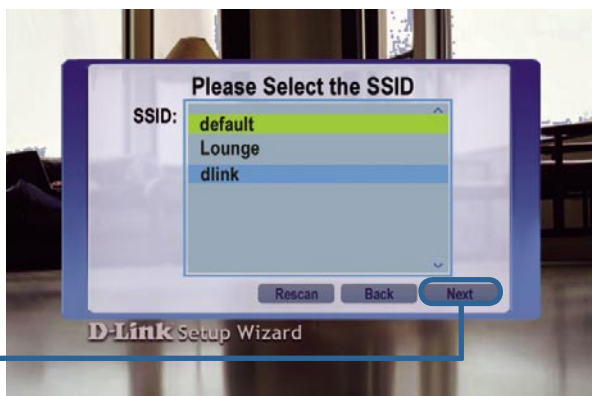 Please Select the SSID
SSID:
default
Lounge
dlink
Rescan Back Next
D-Link Setup Wizard